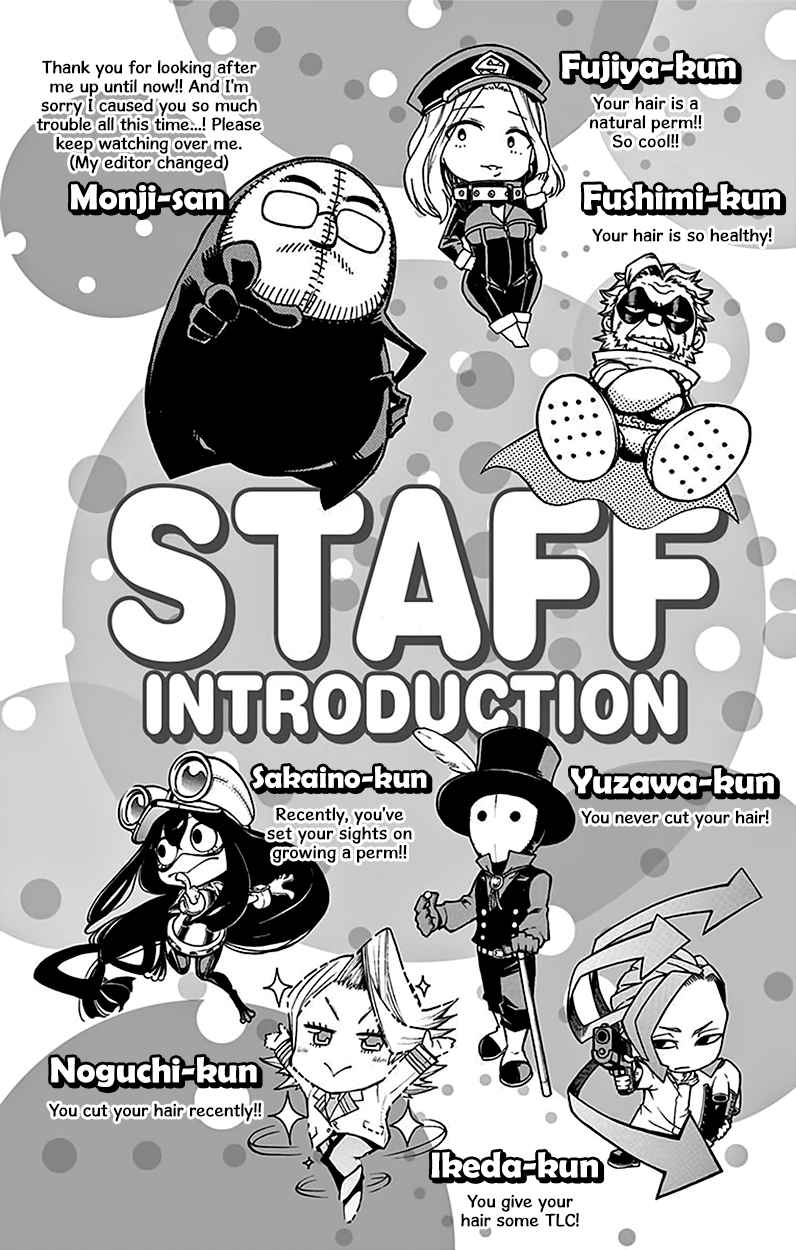 Thank you for looking after
me up until now!! And I'm
sorry I caused you so much
trouble all this time...! Please
keep watching over me.
(My editor changed)
Monji-san
Fujiya-kun
Your hair is a
natural perm!!
So cool!!
Fushimi-kun
Your hair is so healthy!
STAFF
INTRODUCTION
Sakaino-kun
Recently, you've
set your sights on
growing a perm!!
Yuzawa-kun
You never cut your hair!
Noguchi-kun
You cut your hair recently!!
Ikeda-kun
You give your
hair some TLC!